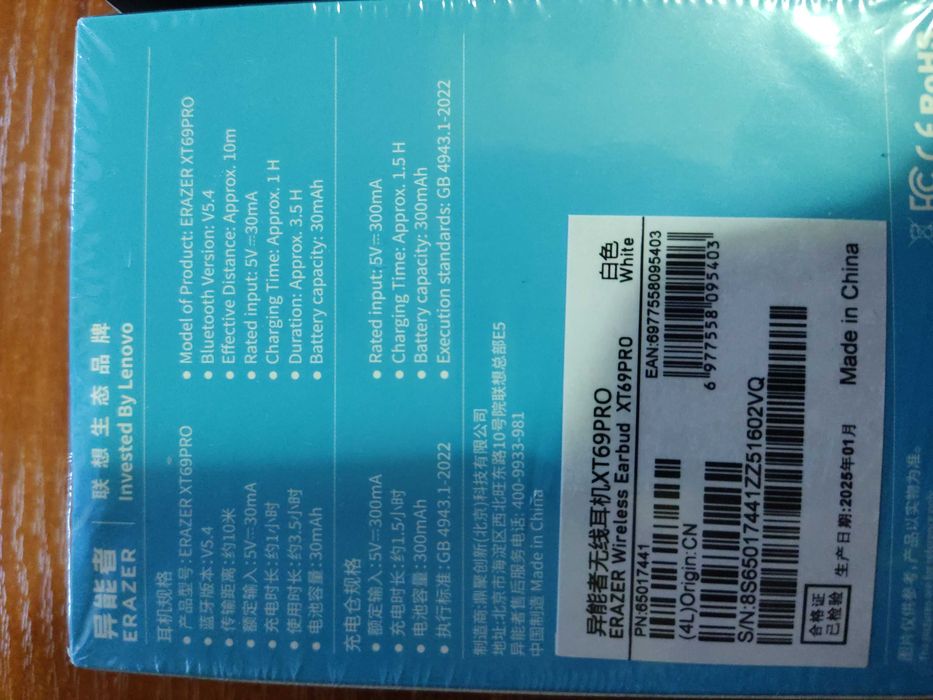 异能者 联想生态品牌
ERAZER Invested By Lenovo
耳机规格
• 产品型号: ERAZER XT69PRO
• 蓝牙版本: V5.4
• 传输距离: 约10米
• 额定输入: 5V⎓30mA
• 充电时长: 约1小时
• 使用时长: 约3.5小时
• 电池容量: 30mAh
• Model of Product: ERAZER XT69PRO
• Bluetooth Version: V5.4
• Effective Distance: Approx. 10m
• Rated input: 5V⎓30mA
• Charging Time: Approx. 1 H
• Duration: Approx. 3.5 H
• Battery capacity: 30mAh
充电仓规格
• 额定输入: 5V⎓300mA
• 充电时长: 约1.5小时
• 电池容量: 300mAh
• 执行标准: GB 4943.1-2022
• Rated input: 5V⎓300mA
• Charging Time: Approx. 1.5 H
• Battery capacity: 300mAh
• Execution standards: GB 4943.1-2022
制造商:鼎聚创新(北京)科技有限公司
地址:北京市海淀区西北旺东路10号院联想总部E5
异能者售后服务电话: 400-9933-981
中国制造 Made in China
异能者无线耳机XT69PRO 白色
ERAZER Wireless Earbud XT69PRO White
PN:65017441
EAN:6977558095403
6 977558 095403
(4L)Origin:CN
S/N:8S65017441ZZ51602VQ
合格证
已检验
生产日期:2025年01月 Made in China
FC CE RoHS
图片仅供参考,产品以实物为准。